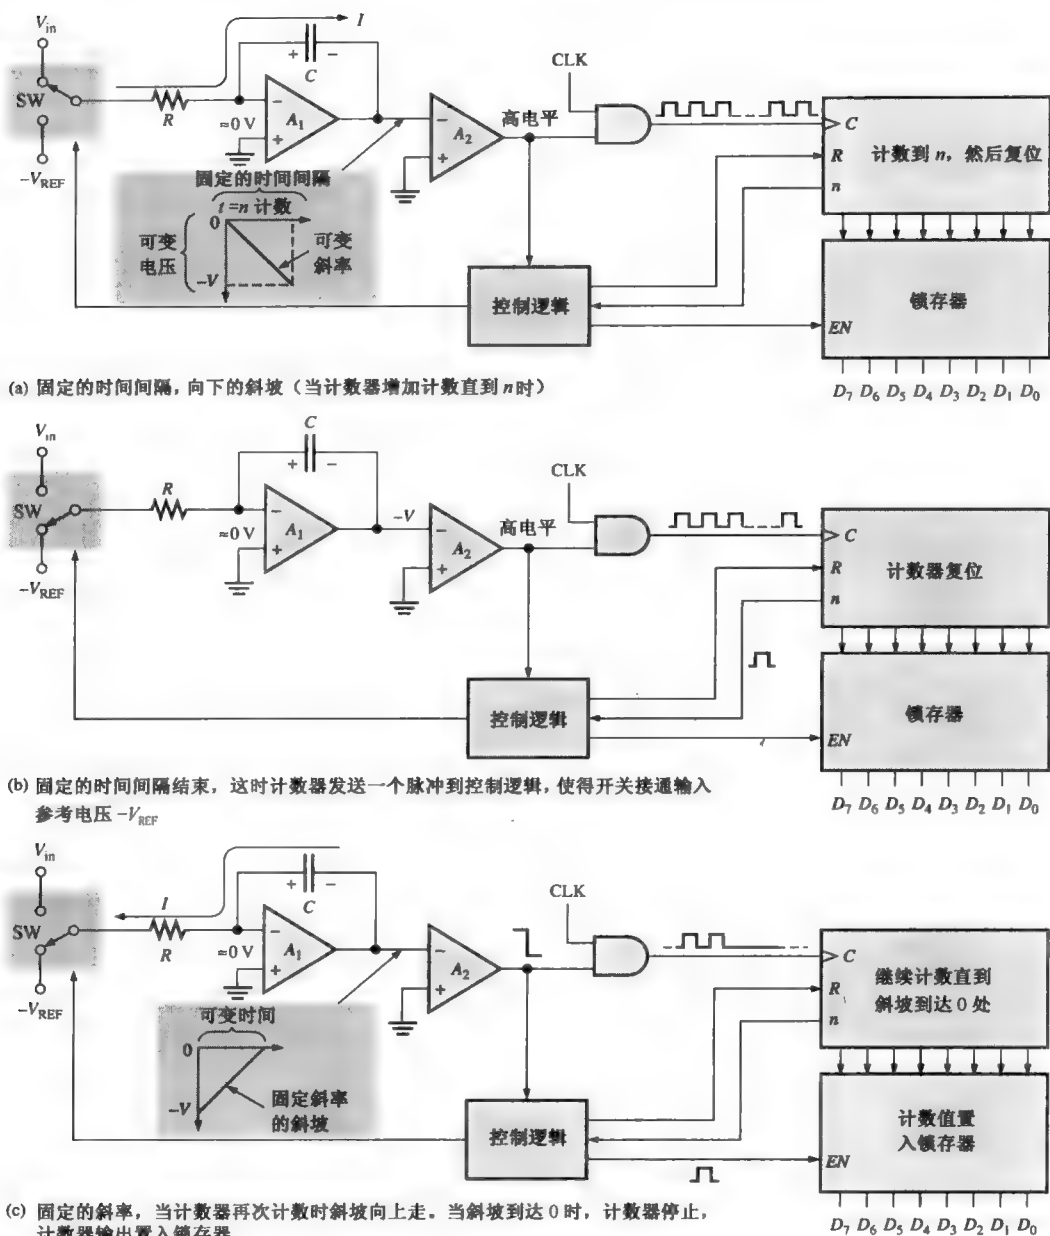 V_in
I
+
−
C
CLK
SW
R
≈0 V
−
+
A₁
−
+
A₂
高电平
C
R
n
计数到 n，然后复位
−V_REF
固定的时间间隔
t =n 计数
0
可变
电压
可变
斜率
−V
控制逻辑
锁存器
EN
(a) 固定的时间间隔，向下的斜坡（当计数器增加计数直到 n 时）
D₇ D₆ D₅ D₄ D₃ D₂ D₁ D₀
V_in
C
+
−
CLK
SW
R
≈0 V
−
+
A₁
−V
−
+
A₂
高电平
C
R
n
计数器复位
−V_REF
控制逻辑
锁存器
EN
(b) 固定的时间间隔结束，这时计数器发送一个脉冲到控制逻辑，使得开关接通输入
参考电压 −V_REF
D₇ D₆ D₅ D₄ D₃ D₂ D₁ D₀
V_in
I
+
−
C
CLK
SW
R
≈0 V
−
+
A₁
−
+
A₂
C
R
n
继续计数直到
斜坡到达 0 处
−V_REF
可变时间
0
−V
固定斜率
的斜坡
控制逻辑
计数值置
入锁存器
EN
(c) 固定的斜率，当计数器再次计数时斜坡向上走。当斜坡到达 0 时，计数器停止，
计数器输出置入锁存器
D₇ D₆ D₅ D₄ D₃ D₂ D₁ D₀